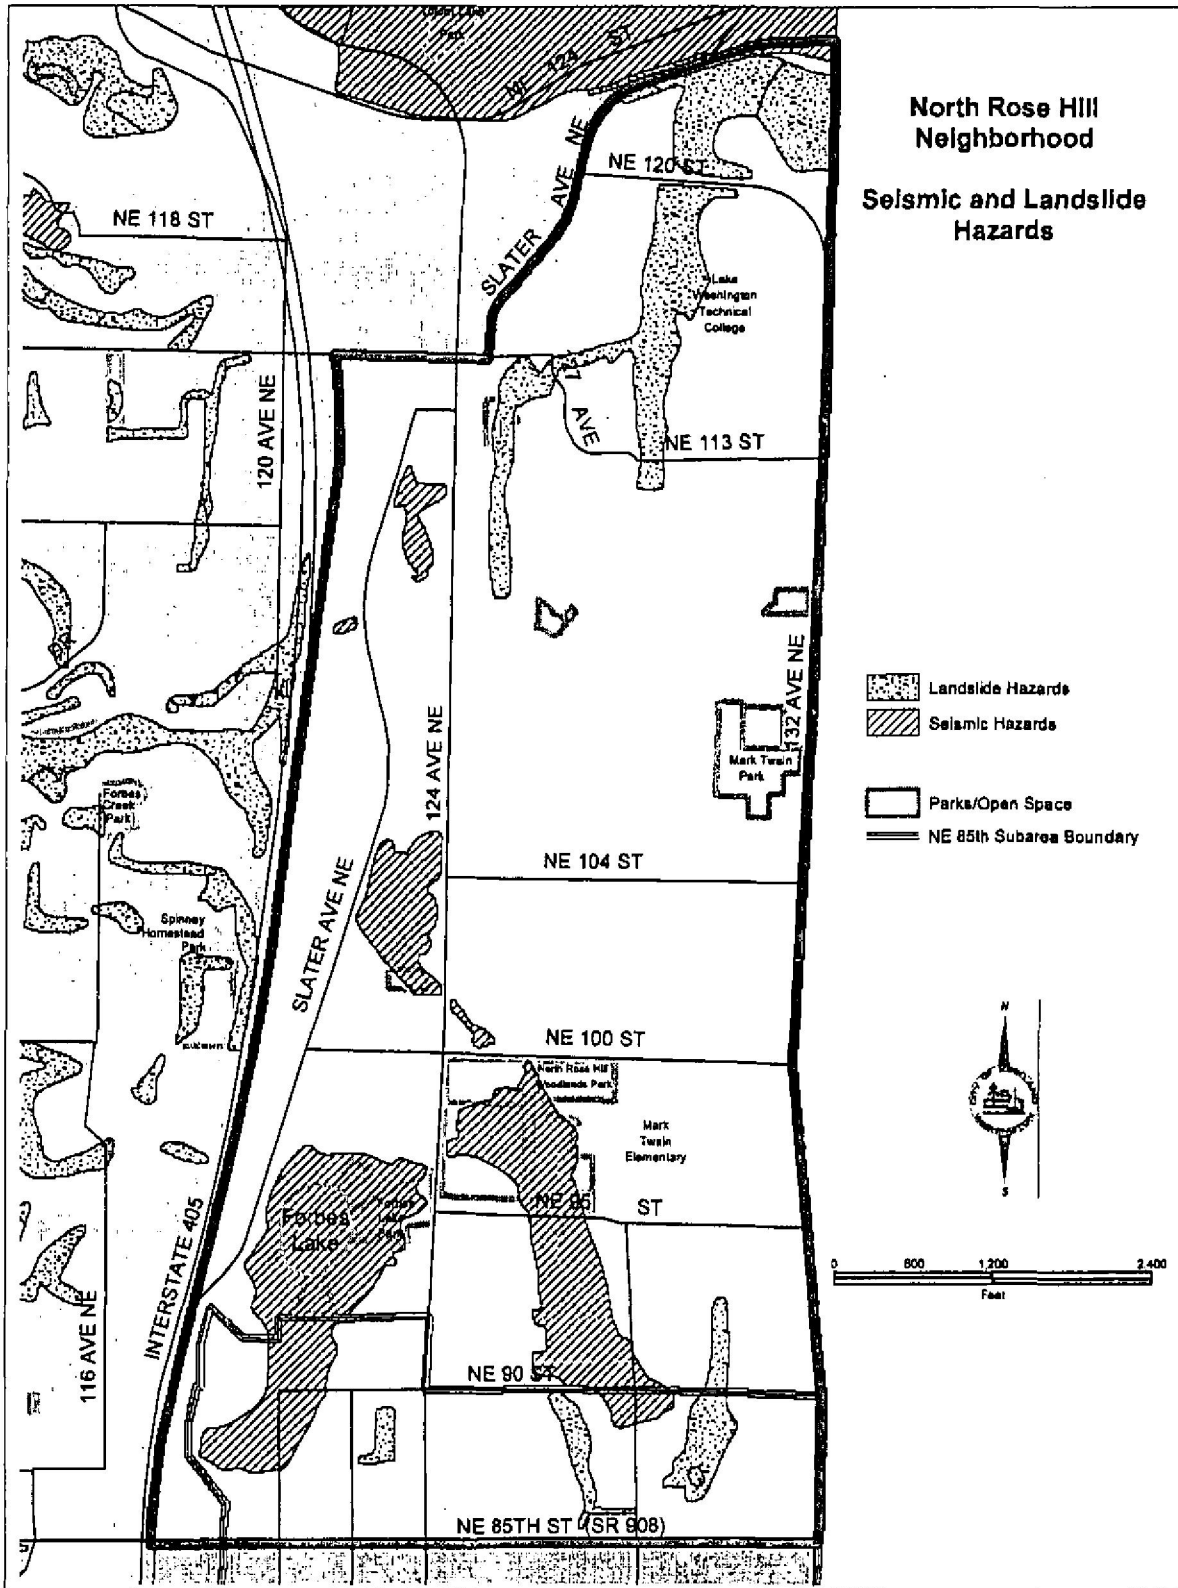 Park
NE 124 ST
North Rose Hill
Neighborhood
Seismic and Landslide
Hazards
NE 120 ST
NE 118 ST
SLATER AVE NE
Lake
Washington
Technical
College
120 AVE NE
AVE
NE 113 ST
132 AVE NE
Landslide Hazards
Seismic Hazards
Mark Twain
Park
Forbes
Creek
Park
124 AVE NE
Parks/Open Space
NE 85th Subarea Boundary
NE 104 ST
Spinney
Homestead
Park
SLATER AVE NE
N
NE 100 ST
North Rose Hill
Woodlands Park
Mark
Twain
Elementary
S
NE 95 ST
Forbes
Lake
Forbes
Lake
Park
INTERSTATE 405
0 600 1,200 2,400
Feet
116 AVE NE
NE 90 ST
NE 85TH ST (SR 908)